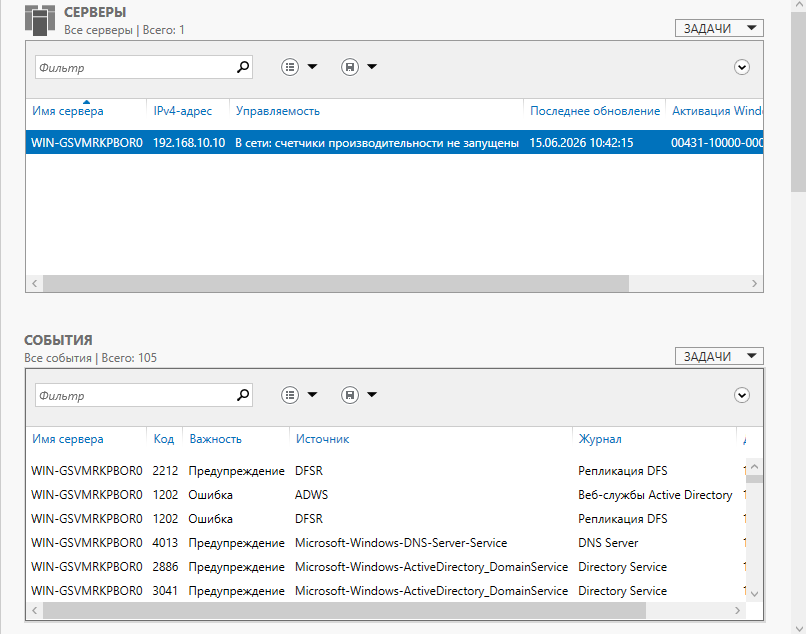 СЕРВЕРЫ
Все серверы | Всего: 1
ЗАДАЧИ
Фильтр
Имя сервера IPv4-адрес Управляемость Последнее обновление Активация Windo
WIN-GSVMRKPBOR0 192.168.10.10 В сети: счетчики производительности не запущены 15.06.2026 10:42:15 00431-10000-000
СОБЫТИЯ
Все события | Всего: 105
ЗАДАЧИ
Фильтр
Имя сервера Код Важность Источник Журнал
WIN-GSVMRKPBOR0 2212 Предупреждение DFSR Репликация DFS
WIN-GSVMRKPBOR0 1202 Ошибка ADWS Веб-службы Active Directory
WIN-GSVMRKPBOR0 1202 Ошибка DFSR Репликация DFS
WIN-GSVMRKPBOR0 4013 Предупреждение Microsoft-Windows-DNS-Server-Service DNS Server
WIN-GSVMRKPBOR0 2886 Предупреждение Microsoft-Windows-ActiveDirectory_DomainService Directory Service
WIN-GSVMRKPBOR0 3041 Предупреждение Microsoft-Windows-ActiveDirectory_DomainService Directory Service